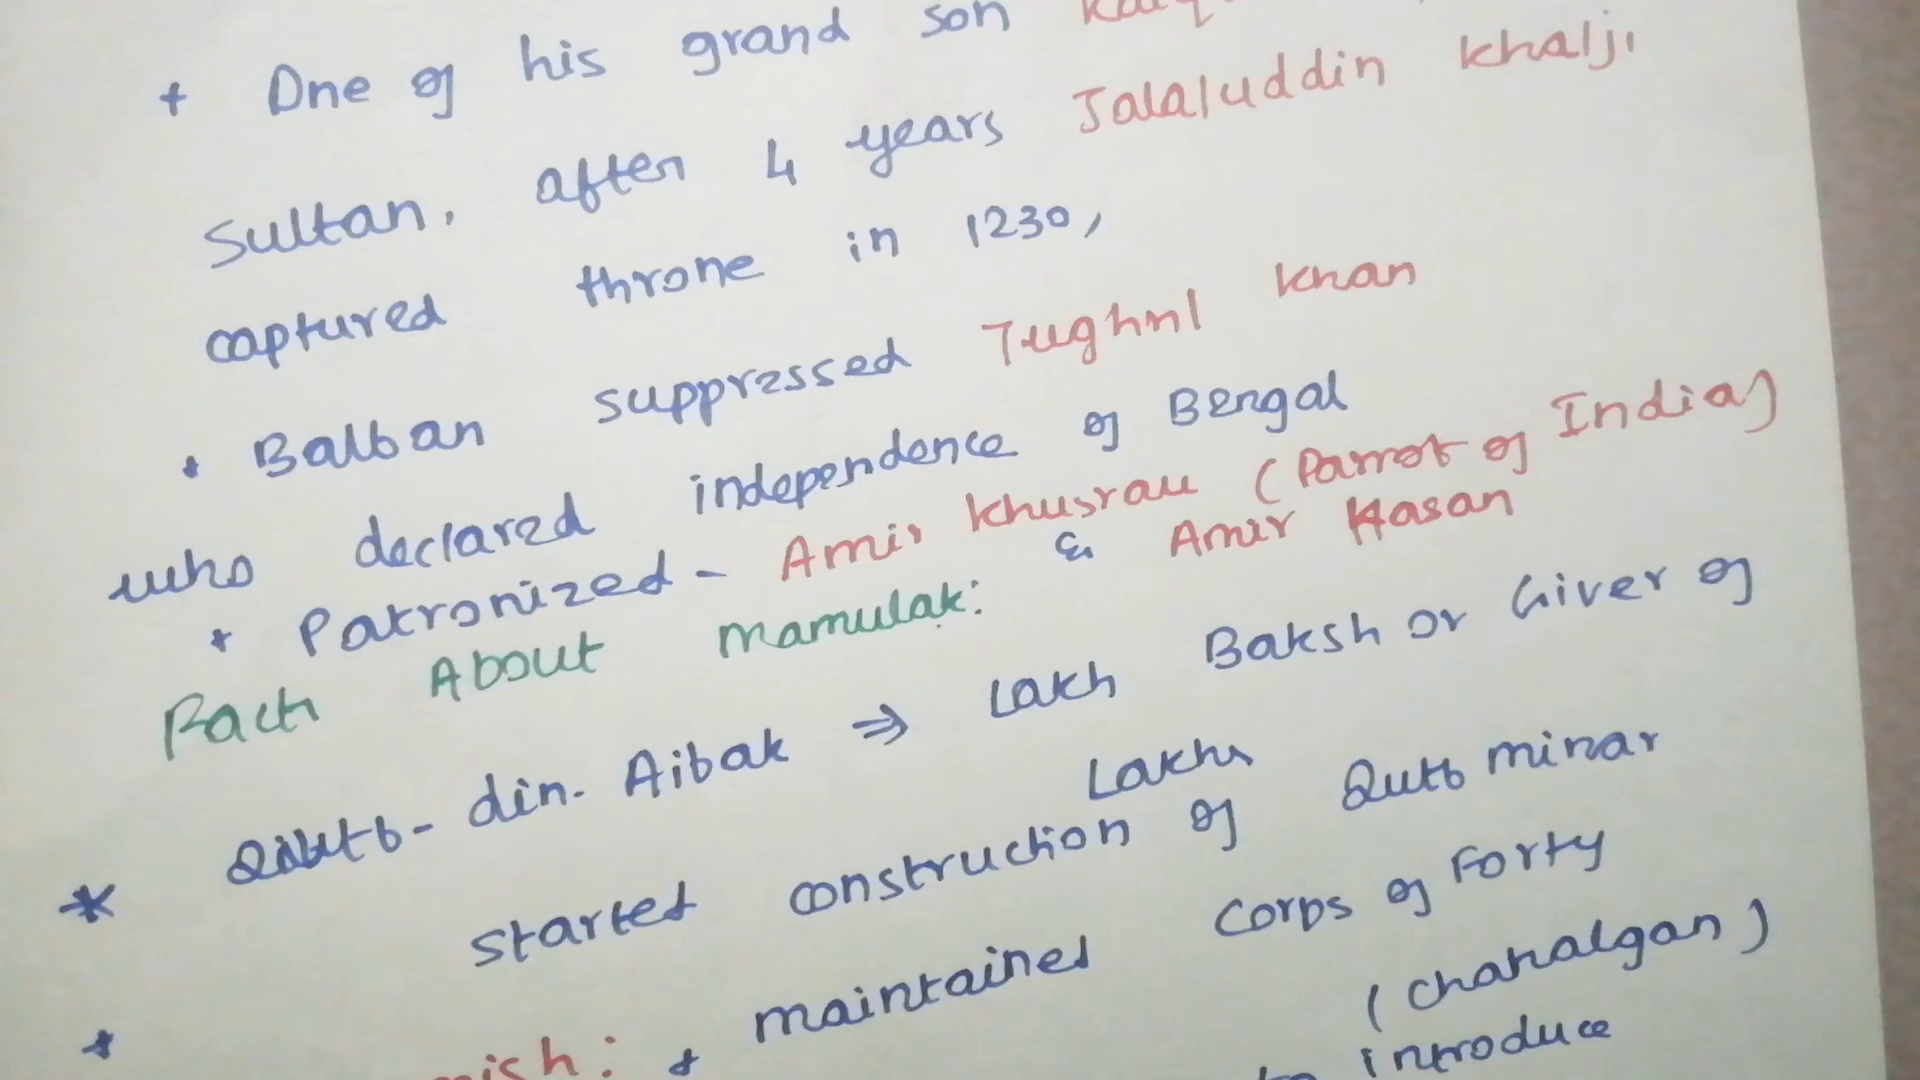 + One of his grand son
Sultan. after 4 years Jalaluddin Khalji
captured throne in 1230,
+ Balban suppressed Tughril Khan
who declared independence of Bengal
+ Patronized - Amir Khusrau (Parrot of India)
& Amir Hasan
Facts About Mamulak:
* Qutb-din. Aibak ⇒ Lakh Baksh or Giver of
Lakhs
started construction of Qutb minar
+ maintained Corps of Forty
(Chahalgan)
introduce